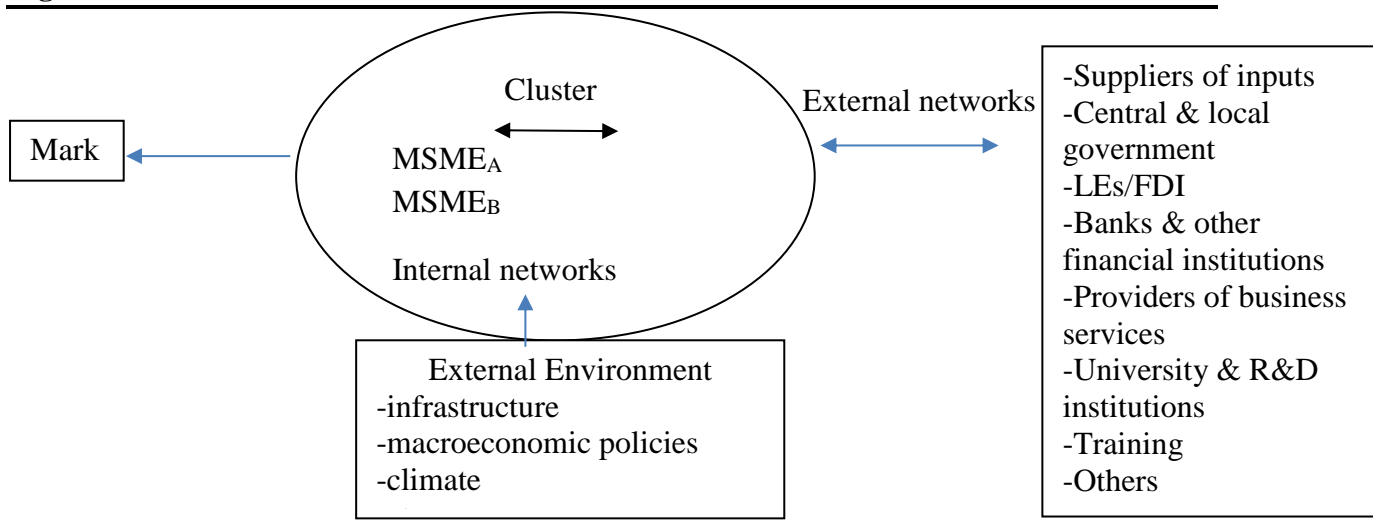 Mark
Cluster
MSMEA
MSMEB
Internal networks
External networks
External Environment
-infrastructure
-macroeconomic policies
-climate
-Suppliers of inputs
-Central & local
government
-LEs/FDI
-Banks & other
financial institutions
-Providers of business
services
-University & R&D
institutions
-Training
-Others